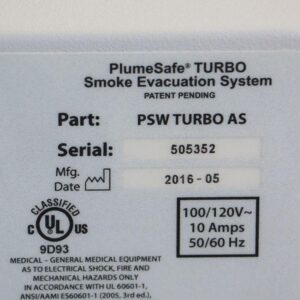 PlumeSafe® TURBO
Smoke Evacuation System
PATENT PENDING
Part: PSW TURBO AS
Serial: 505352
Mfg.
Date 2016-05
C UL US
CLASSIFIED
9D93
100/120V~
10 Amps
50/60 Hz
MEDICAL - GENERAL MEDICAL EQUIPMENT
AS TO ELECTRICAL SHOCK, FIRE AND
MECHANICAL HAZARDS ONLY
IN ACCORDANCE WITH UL 60601-1,
ANSI/AAMI ES60601-1 (2005, 3rd ed.),